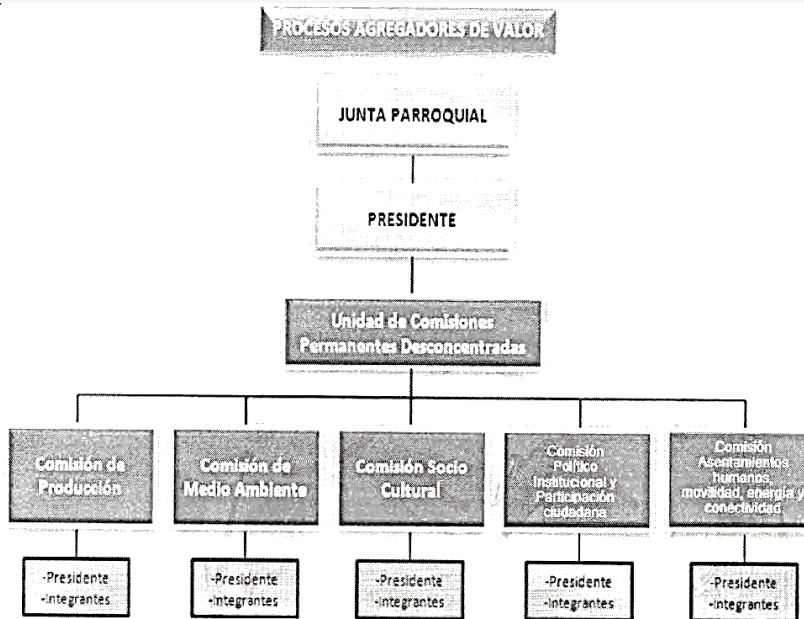 PROCESOS AGREGADORES DE VALOR
JUNTA PARROQUIAL
PRESIDENTE
Unidad de Comisiones
Permanentes Desconcentradas
Comisión de
Producción
Comisión de
Medio Ambiente
Comisión Socio
Cultural
Comisión
Político
Institucional y
Participación
ciudadana
Comisión
Asentamientos
humanos,
movilidad, energía y
conectividad
-Presidente
-Integrantes
-Presidente
-Integrantes
-Presidente
-Integrantes
-Presidente
-Integrantes
-Presidente
-Integrantes